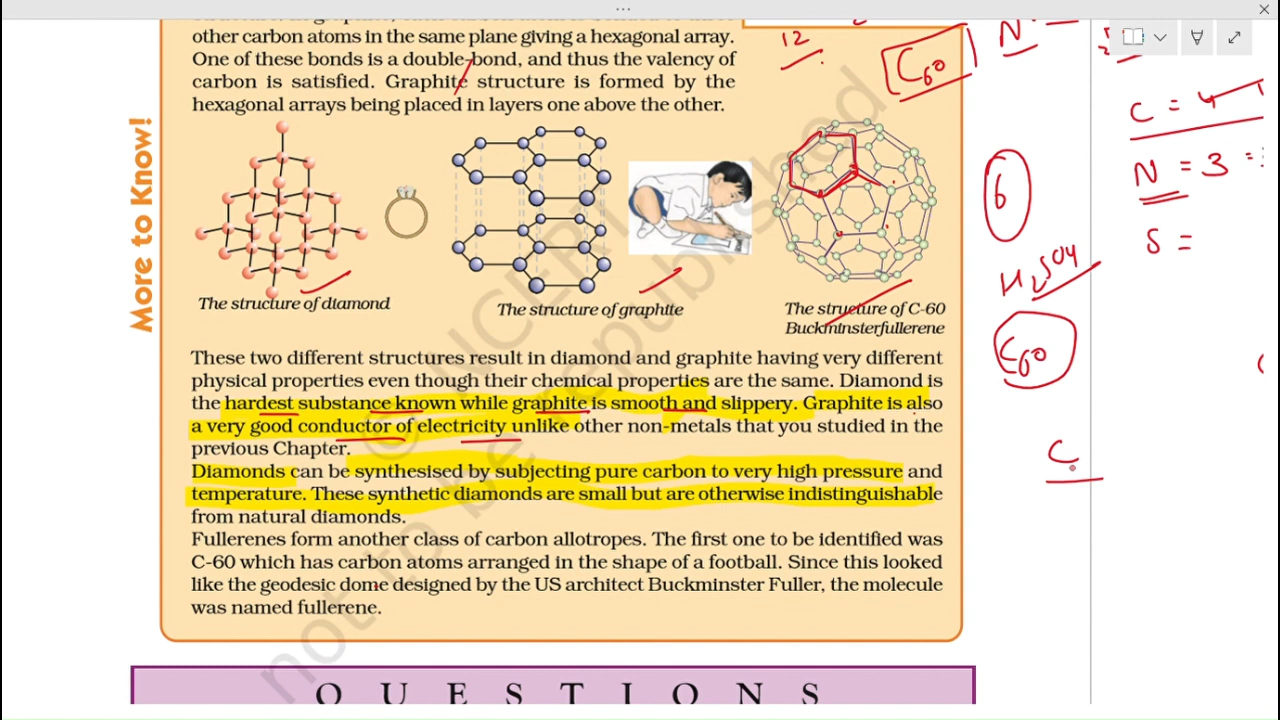 other carbon atoms in the same plane giving a hexagonal array.
One of these bonds is a double-bond, and thus the valency of
carbon is satisfied. Graphite structure is formed by the
hexagonal arrays being placed in layers one above the other.
More to Know!
The structure of diamond
The structure of graphite
The structure of C-60
Buckminsterfullerene
These two different structures result in diamond and graphite having very different
physical properties even though their chemical properties are the same. Diamond is
the hardest substance known while graphite is smooth and slippery. Graphite is also
a very good conductor of electricity unlike other non-metals that you studied in the
previous Chapter.
Diamonds can be synthesised by subjecting pure carbon to very high pressure and
temperature. These synthetic diamonds are small but are otherwise indistinguishable
from natural diamonds.
Fullerenes form another class of carbon allotropes. The first one to be identified was
C-60 which has carbon atoms arranged in the shape of a football. Since this looked
like the geodesic dome designed by the US architect Buckminster Fuller, the molecule
was named fullerene.
QUESTIONS
© NCERT
not to be republished
12
C60
N
C = 4
N = 3 =
S =
6
H2SO4
C60
C